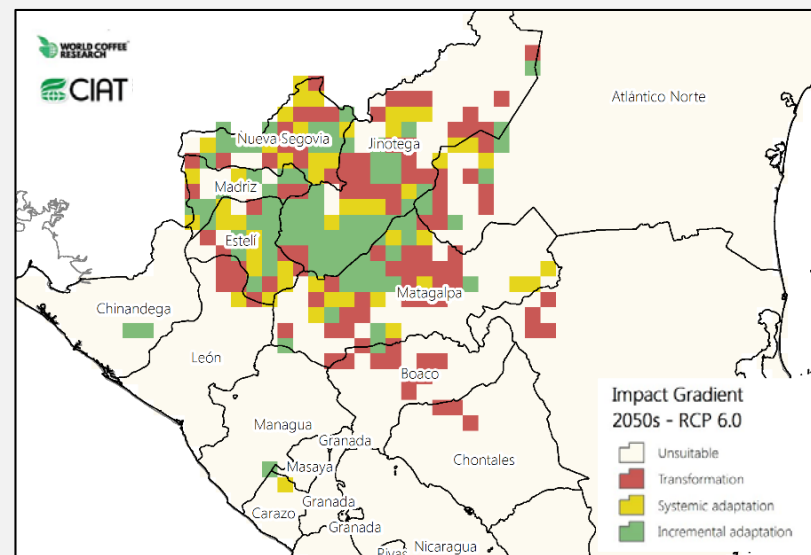 WORLD COFFEE
RESEARCH
CIAT
Atlántico Norte
Nueva Segovia
Jinotega
Madriz
Estelí
Matagalpa
Chinandega
León
Boaco
Managua
Granada
Masaya
Chontales
Granada
Carazo
Granada
Nicaragua
Impact Gradient
2050s - RCP 6.0
Unsuitable
Transformation
Systemic adaptation
Incremental adaptation